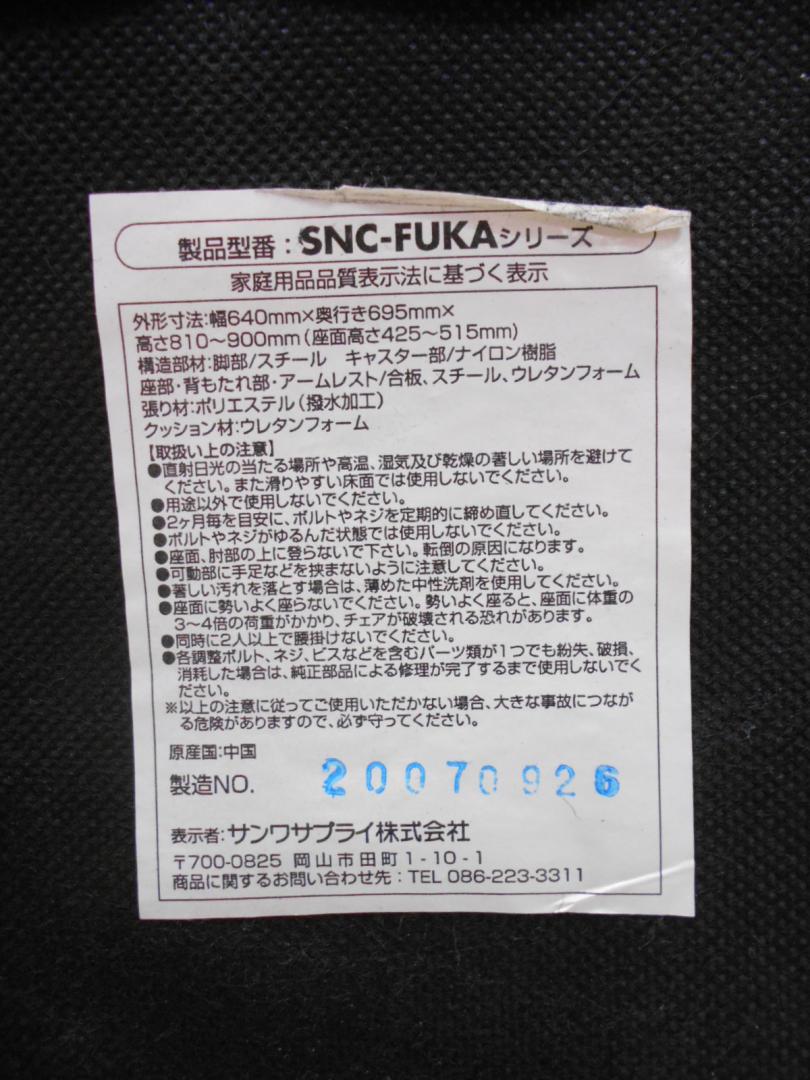 製品型番：SNC-FUKAシリーズ
家庭用品品質表示法に基づく表示
外形寸法:幅640mm×奥行き695mm×
高さ810～900mm(座面高さ425～515mm)
構造部材:脚部/スチール　キャスター部/ナイロン樹脂
座部・背もたれ部・アームレスト/合板、スチール、ウレタンフォーム
張り材:ポリエステル(撥水加工)
クッション材:ウレタンフォーム
【取扱い上の注意】
●直射日光の当たる場所や高温、湿気及び乾燥の著しい場所を避けて
ください。また滑りやすい床面では使用しないでください。
●用途以外で使用しないでください。
●2ヶ月毎を目安に、ボルトやネジを定期的に締め直してください。
●ボルトやネジがゆるんだ状態では使用しないでください。
●座面、肘部の上に登らないで下さい。転倒の原因になります。
●可動部に手足などを挟まないように注意してください。
●著しい汚れを落とす場合は、薄めた中性洗剤を使用してください。
●座面に勢いよく座らないでください。勢いよく座ると、座面に体重の
3～4倍の荷重がかかり、チェアが破壊される恐れがあります。
●同時に2人以上で腰掛けないでください。
●各調整ボルト、ネジ、ビスなどを含むパーツ類が1つでも紛失、破損、
消耗した場合は、純正部品による修理が完了するまで使用しないでく
ださい。
※以上の注意に従ってご使用いただかない場合、大きな事故につなが
る危険がありますので、必ず守ってください。
原産国:中国
製造NO. 20070926
表示者:サンワサプライ株式会社
〒700-0825 岡山市田町1-10-1
商品に関するお問い合わせ先：TEL 086-223-3311